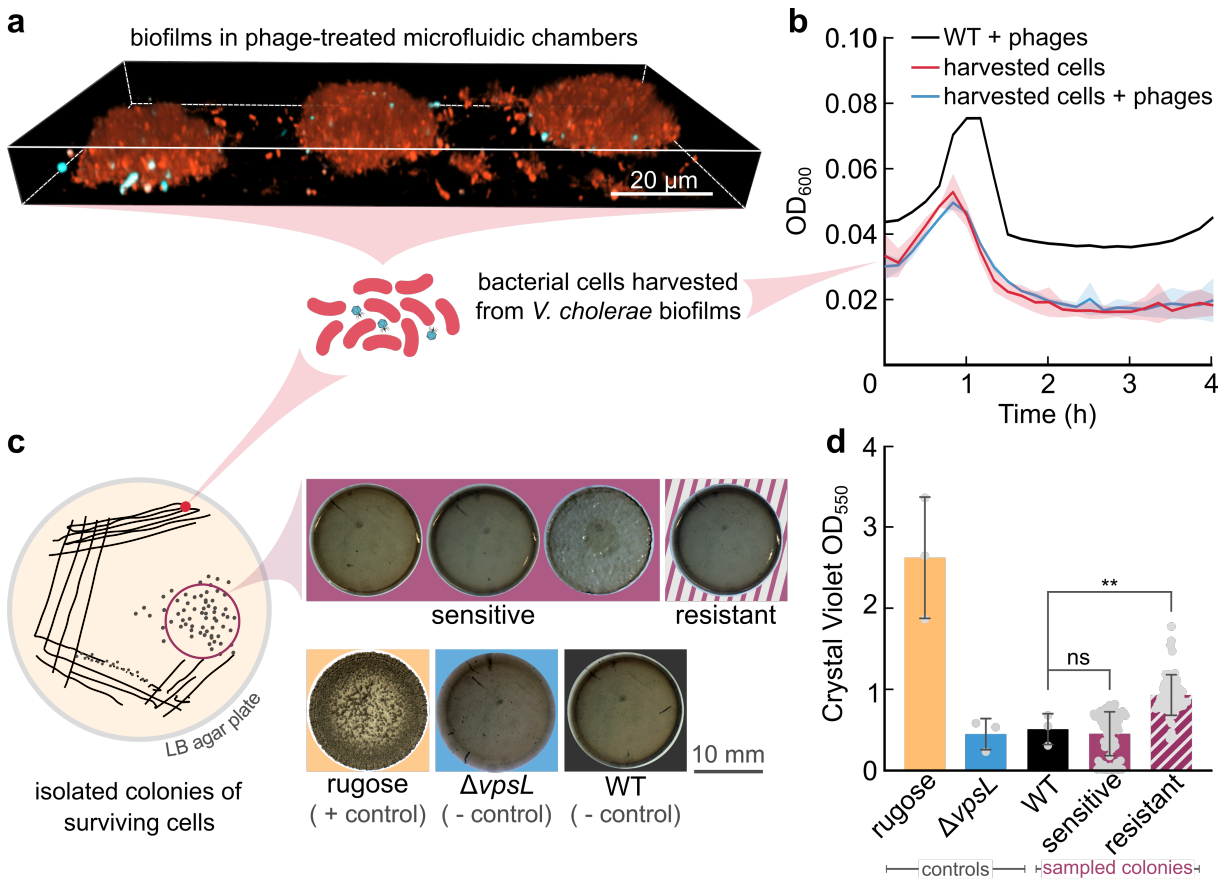 a
biofilms in phage-treated microfluidic chambers
20 μm
bacterial cells harvested
from V. cholerae biofilms
b
WT + phages
harvested cells
harvested cells + phages
OD600
0.10
0.08
0.06
0.04
0.02
0
1
2
3
4
Time (h)
c
LB agar plate
isolated colonies of
surviving cells
sensitive
resistant
rugose
( + control)
ΔvpsL
( - control)
WT
( - control)
10 mm
d
Crystal Violet OD550
4
3
2
1
0
**
ns
rugose
ΔvpsL
WT
sensitive
resistant
controls
sampled colonies